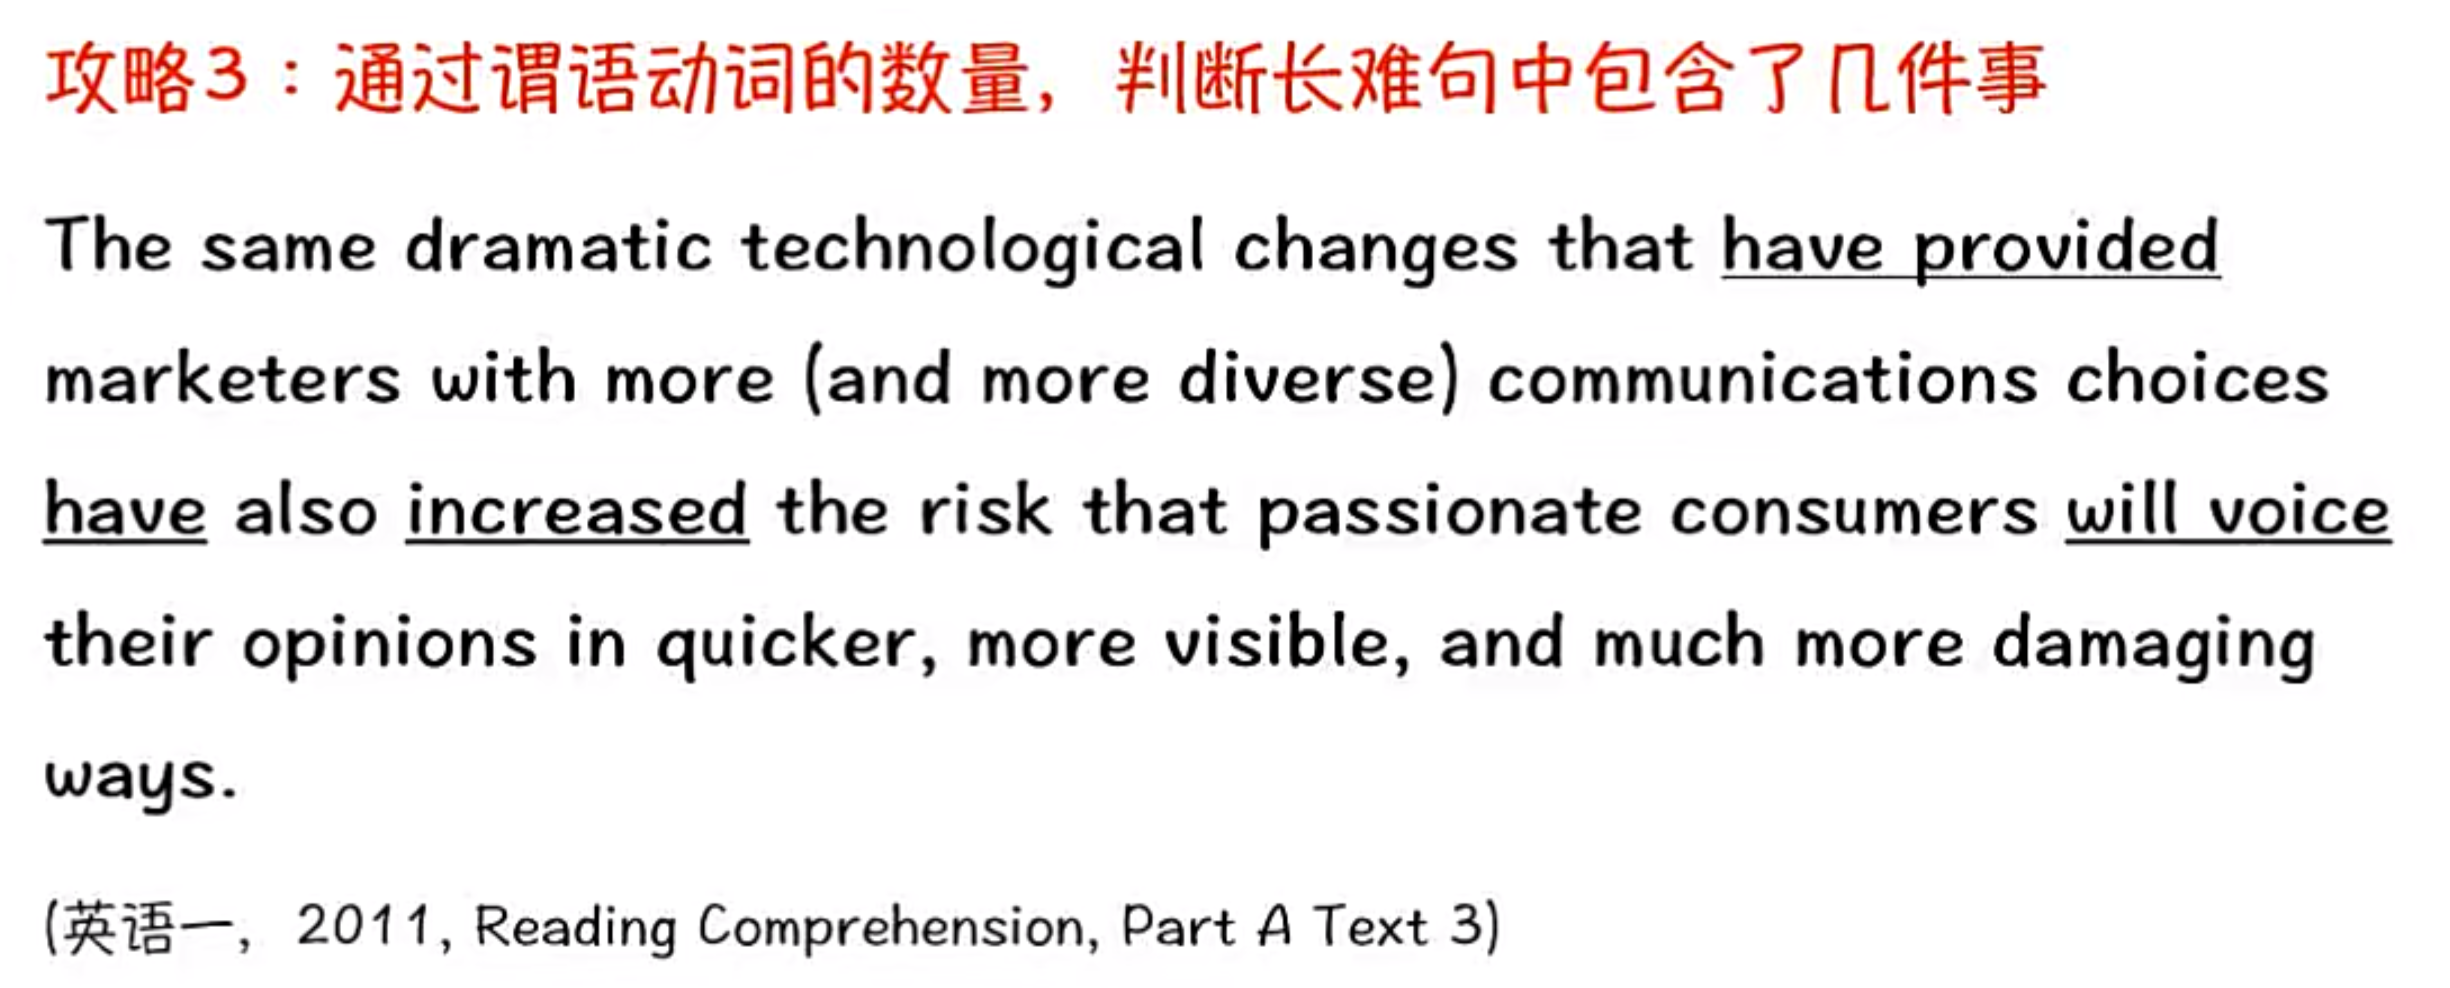 攻略3：通过谓语动词的数量，判断长难句中包含了几件事
The same dramatic technological changes that have provided
marketers with more (and more diverse) communications choices
have also increased the risk that passionate consumers will voice
their opinions in quicker, more visible, and much more damaging
ways.
(英语一，2011, Reading Comprehension, Part A Text 3)